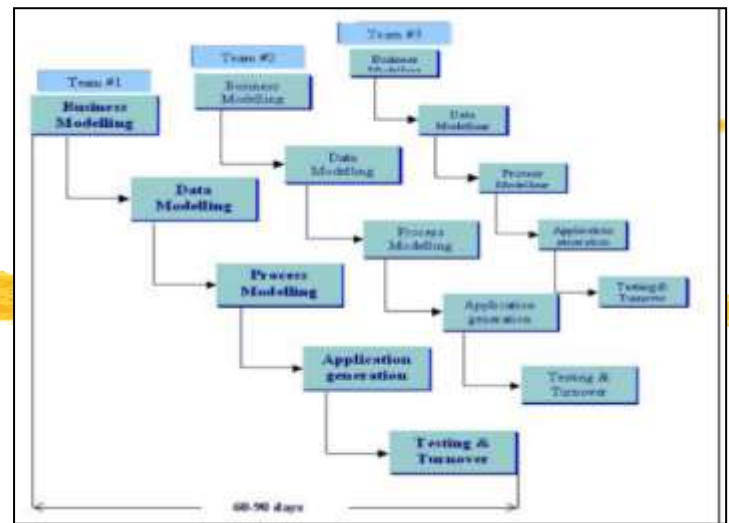 Team #1
Business
Modelling
Data
Modelling
Process
Modelling
Application
generation
Testing &
Turnover
Team #2
Business
Modelling
Data
Modelling
Process
Modelling
Application
generation
Testing &
Turnover
Team #3
Business
Modelling
Data
Modelling
Process
Modelling
Application
generation
Testing&
Turnover
60-90 days